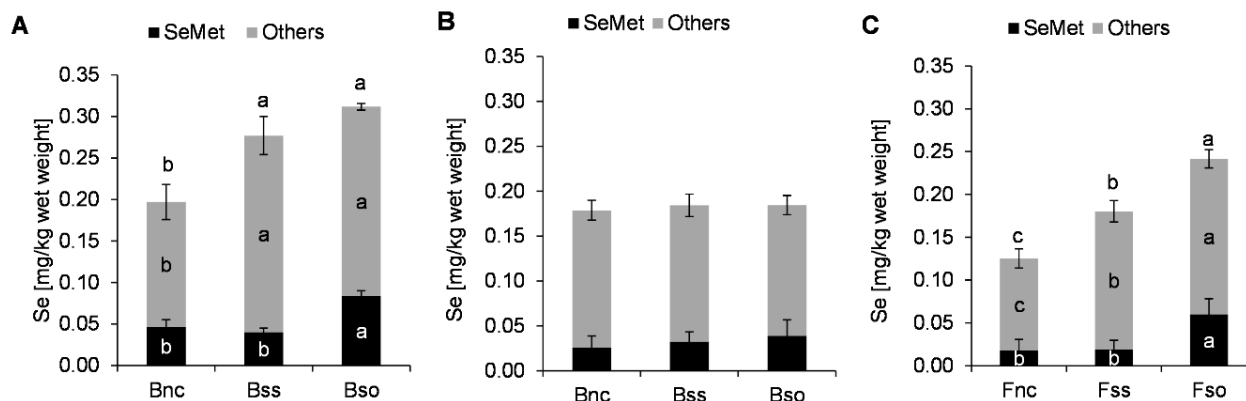 A
SeMet Others
Se [mg/kg wet weight]
0.35
0.30
0.25
0.20
0.15
0.10
0.05
0.00
b
b
b
a
a
b
a
a
a
Bnc Bss Bso
B
SeMet Others
Se [mg/kg wet weight]
0.35
0.30
0.25
0.20
0.15
0.10
0.05
0.00
Bnc Bss Bso
C
SeMet Others
Se [mg/kg wet weight]
0.35
0.30
0.25
0.20
0.15
0.10
0.05
0.00
c
c
b
b
b
b
a
a
a
Fnc Fss Fso